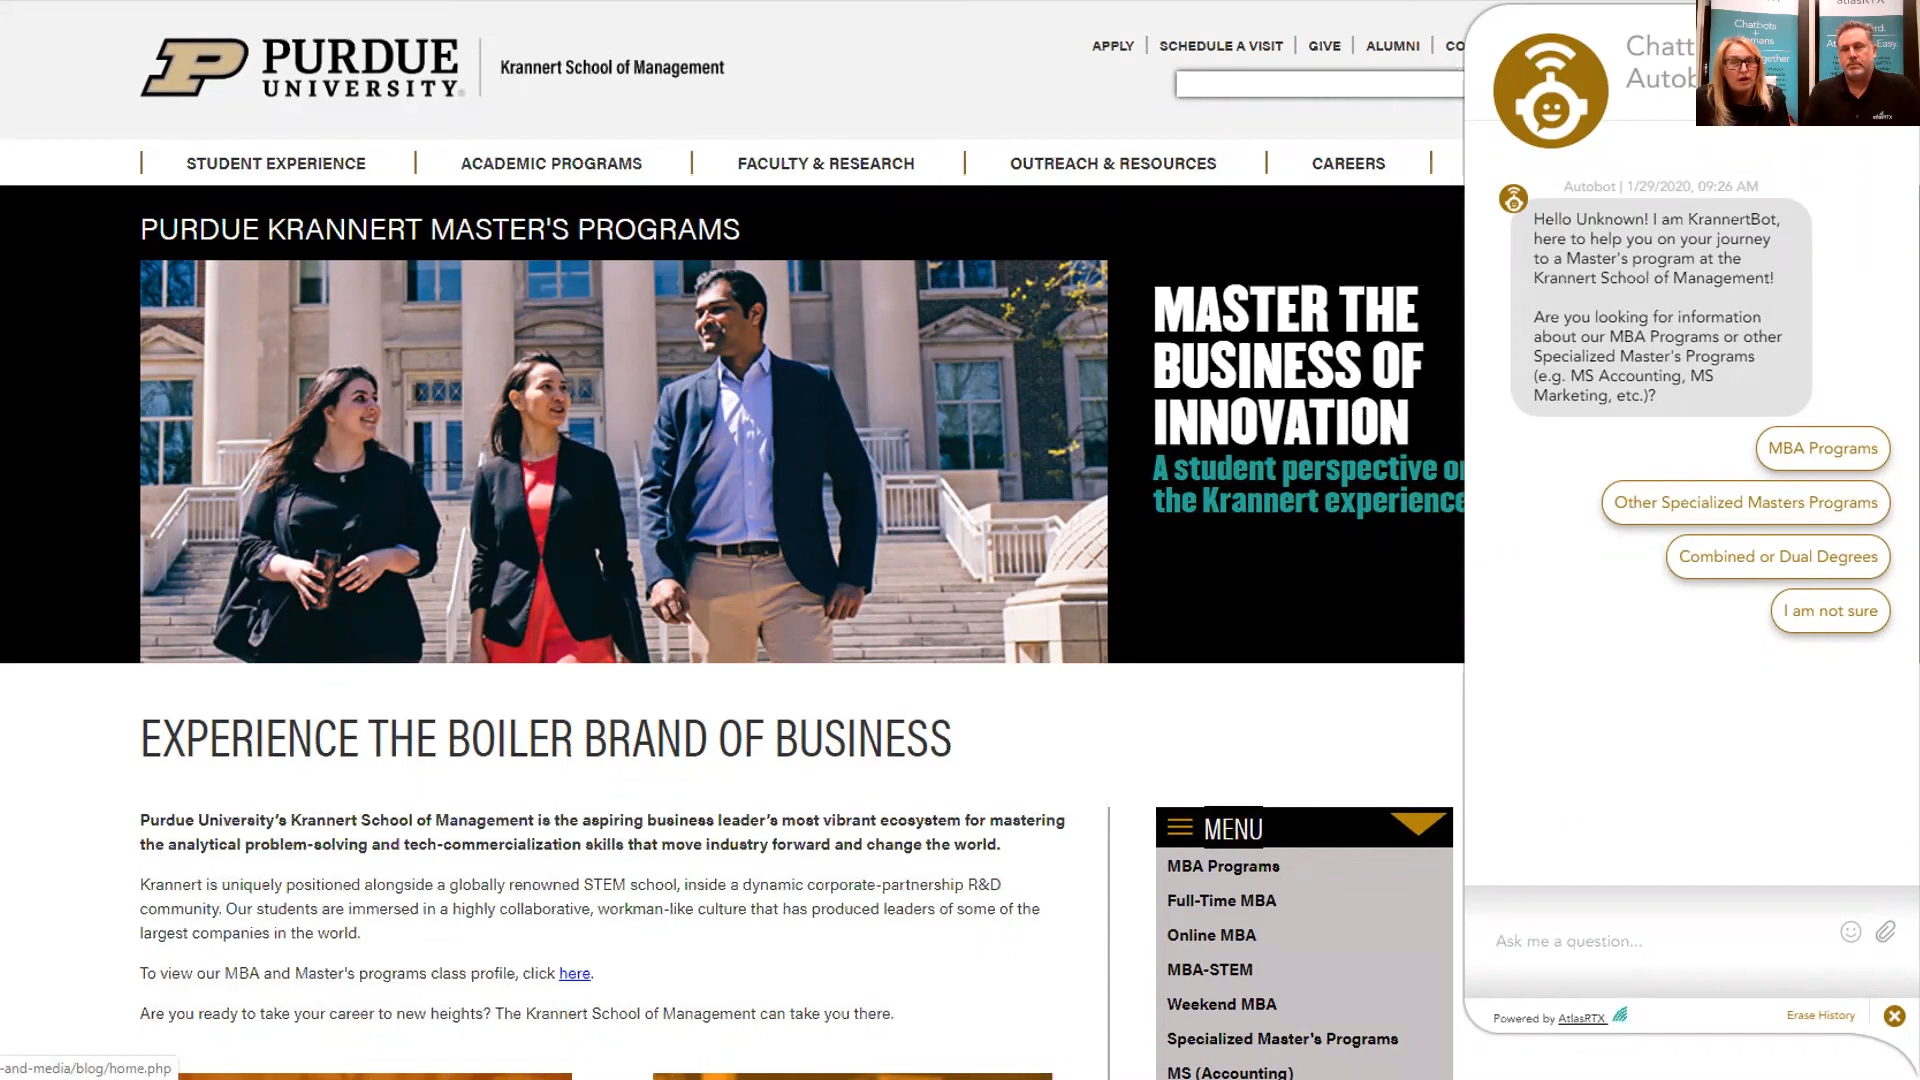 PURDUE
UNIVERSITY®
Krannert School of Management
APPLY
SCHEDULE A VISIT
GIVE
ALUMNI
STUDENT EXPERIENCE
ACADEMIC PROGRAMS
FACULTY & RESEARCH
OUTREACH & RESOURCES
CAREERS
PURDUE KRANNERT MASTER'S PROGRAMS
MASTER THE
BUSINESS OF
INNOVATION
A student perspective
the Krannert experience
EXPERIENCE THE BOILER BRAND OF BUSINESS
Purdue University's Krannert School of Management is the aspiring business leader's most vibrant ecosystem for mastering
the analytical problem-solving and tech-commercialization skills that move industry forward and change the world.
Krannert is uniquely positioned alongside a globally renowned STEM school, inside a dynamic corporate-partnership R&D
community. Our students are immersed in a highly collaborative, workman-like culture that has produced leaders of some of the
largest companies in the world.
To view our MBA and Master's programs class profile, click here.
Are you ready to take your career to new heights? The Krannert School of Management can take you there.
-and-media/blog/home.php
MENU
MBA Programs
Full-Time MBA
Online MBA
MBA-STEM
Weekend MBA
Specialized Master's Programs
MS (Accounting)
Chatbots
+
together
atlasRTX
Autobot | 1/29/2020, 09:26 AM
Hello Unknown! I am KrannertBot,
here to help you on your journey
to a Master's program at the
Krannert School of Management!
Are you looking for information
about our MBA Programs or other
Specialized Master's Programs
(e.g. MS Accounting, MS
Marketing, etc.)?
MBA Programs
Other Specialized Masters Programs
Combined or Dual Degrees
I am not sure
Ask me a question...
Powered by AtlasRTX
Erase History